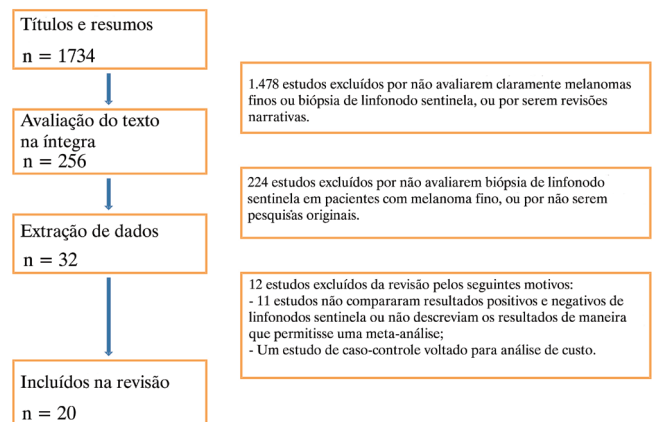 Títulos e resumos
n = 1734
1.478 estudos excluídos por não avaliarem claramente melanomas
finos ou biópsia de linfonodo sentinela, ou por serem revisões
narrativas.
Avaliação do texto
na íntegra
n = 256
224 estudos excluídos por não avaliarem biópsia de linfonodo
sentinela em pacientes com melanoma fino, ou por não serem
pesquisas originais.
Extração de dados
n = 32
12 estudos excluídos da revisão pelos seguintes motivos:
- 11 estudos não compararam resultados positivos e negativos de
linfonodos sentinela ou não descreviam os resultados de maneira
que permitisse uma meta-análise;
- Um estudo de caso-controle voltado para análise de custo.
Incluídos na revisão
n = 20